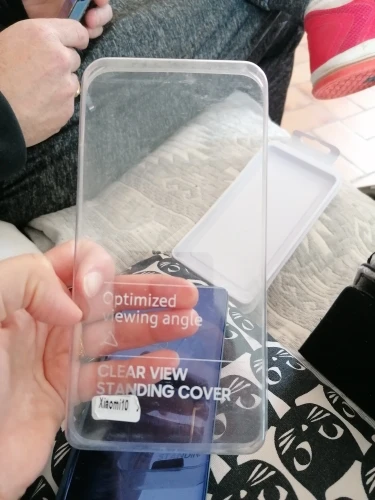 Optimized
viewing angle
CLEAR VIEW
STANDING COVER
Xiaomi10